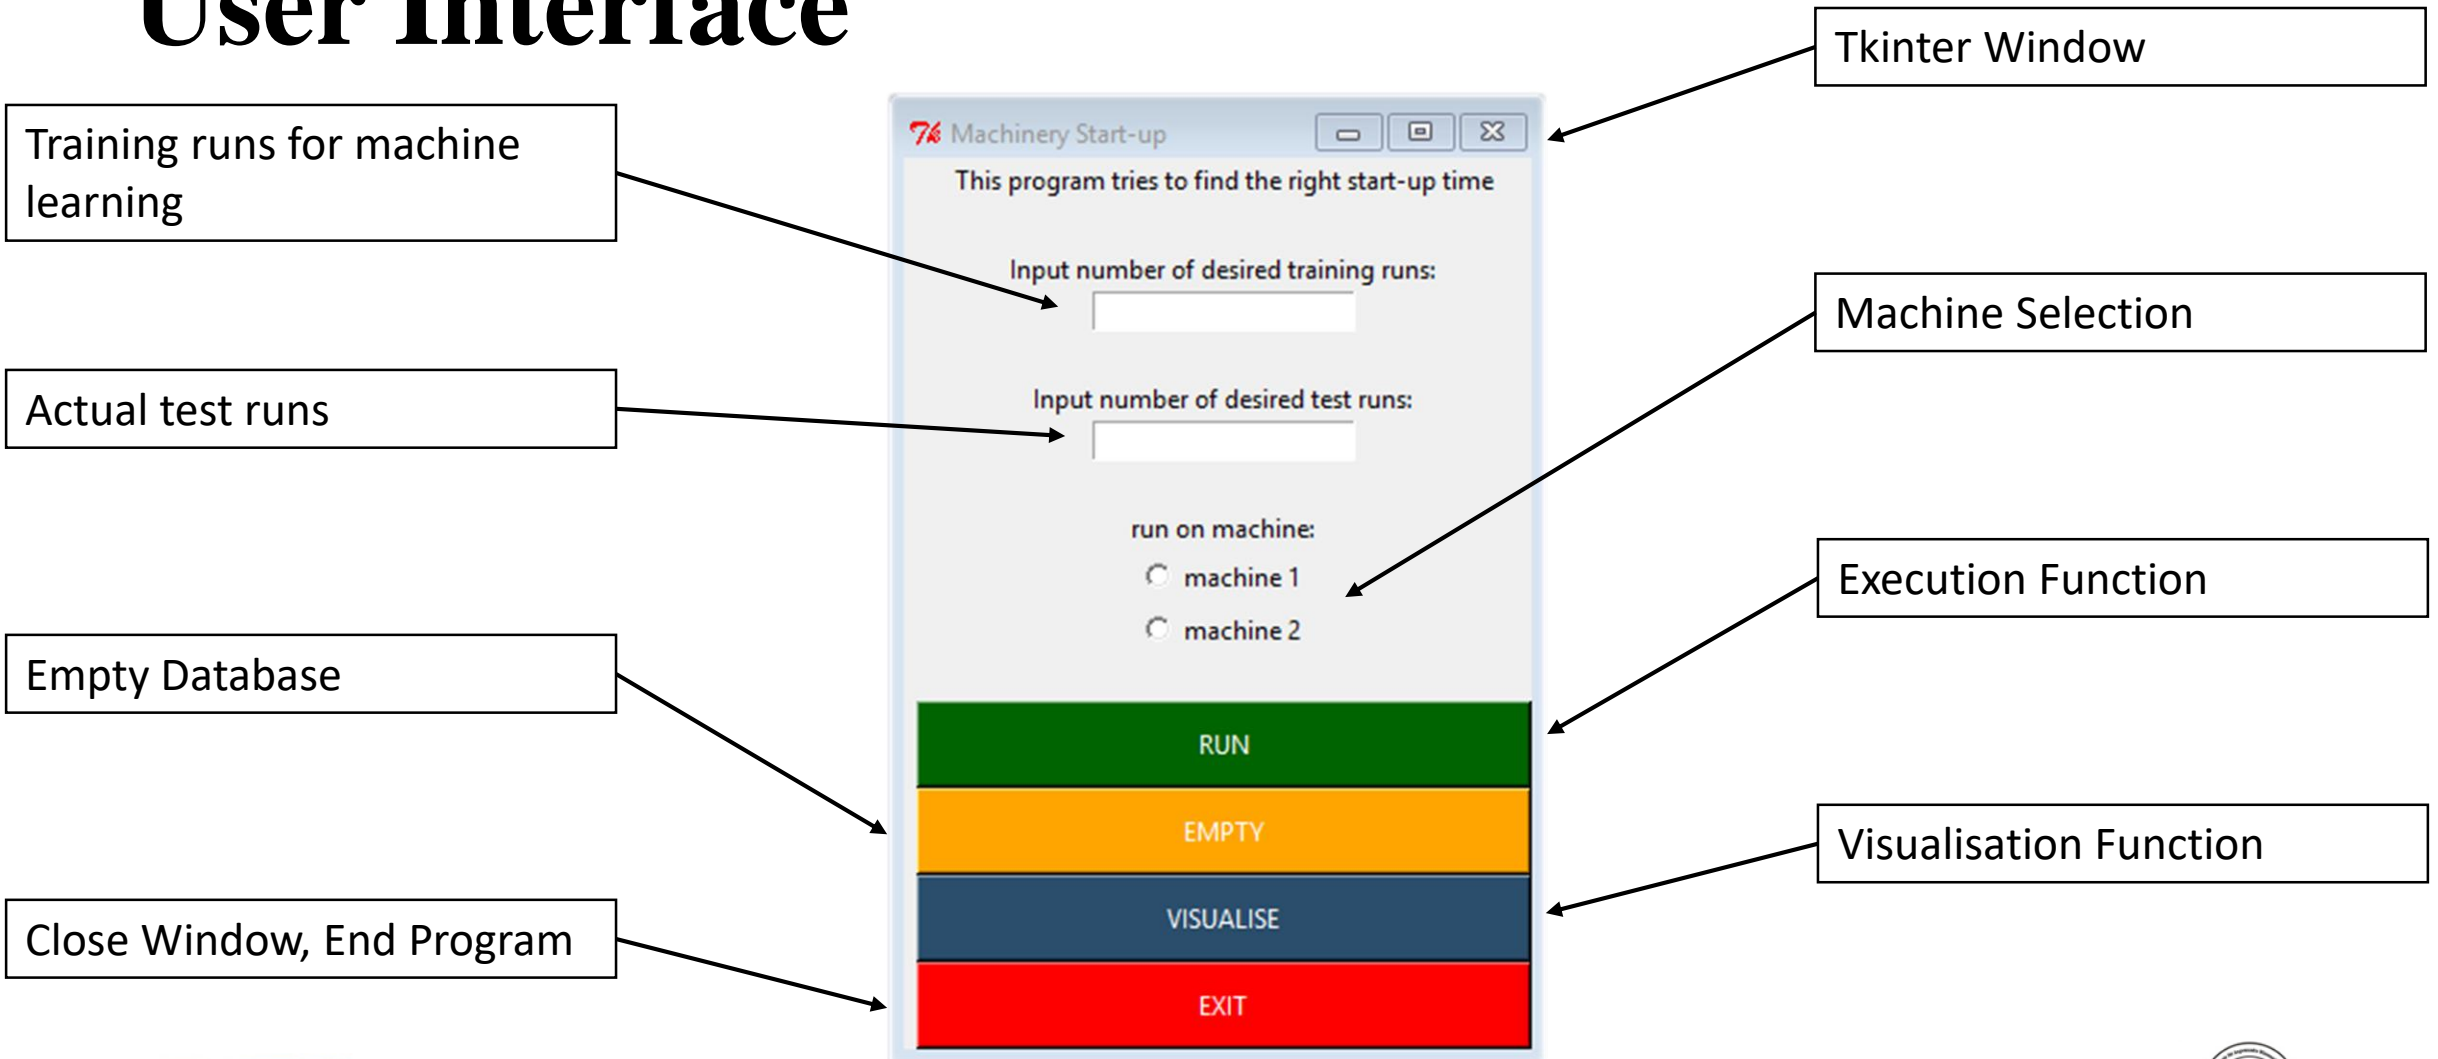 User Interface
Tkinter Window
Training runs for machine
learning
Machinery Start-up
This program tries to find the right start-up time
Input number of desired training runs:
Machine Selection
Actual test runs
Input number of desired test runs:
run on machine:
machine 1
machine 2
Execution Function
Empty Database
RUN
EMPTY
Visualisation Function
VISUALISE
Close Window, End Program
EXIT